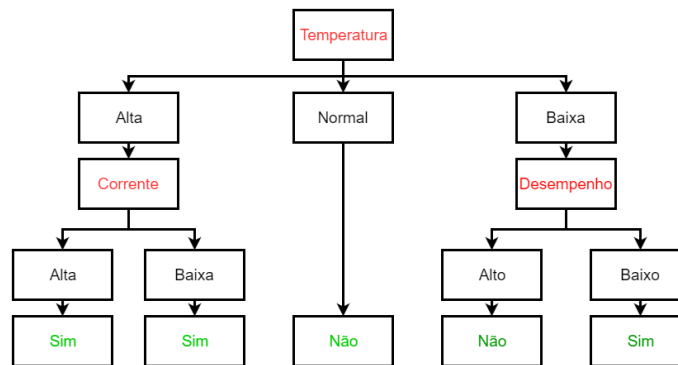 Temperatura
Alta
Normal
Baixa
Corrente
Desempenho
Alta
Baixa
Alto
Baixo
Sim
Sim
Não
Não
Sim